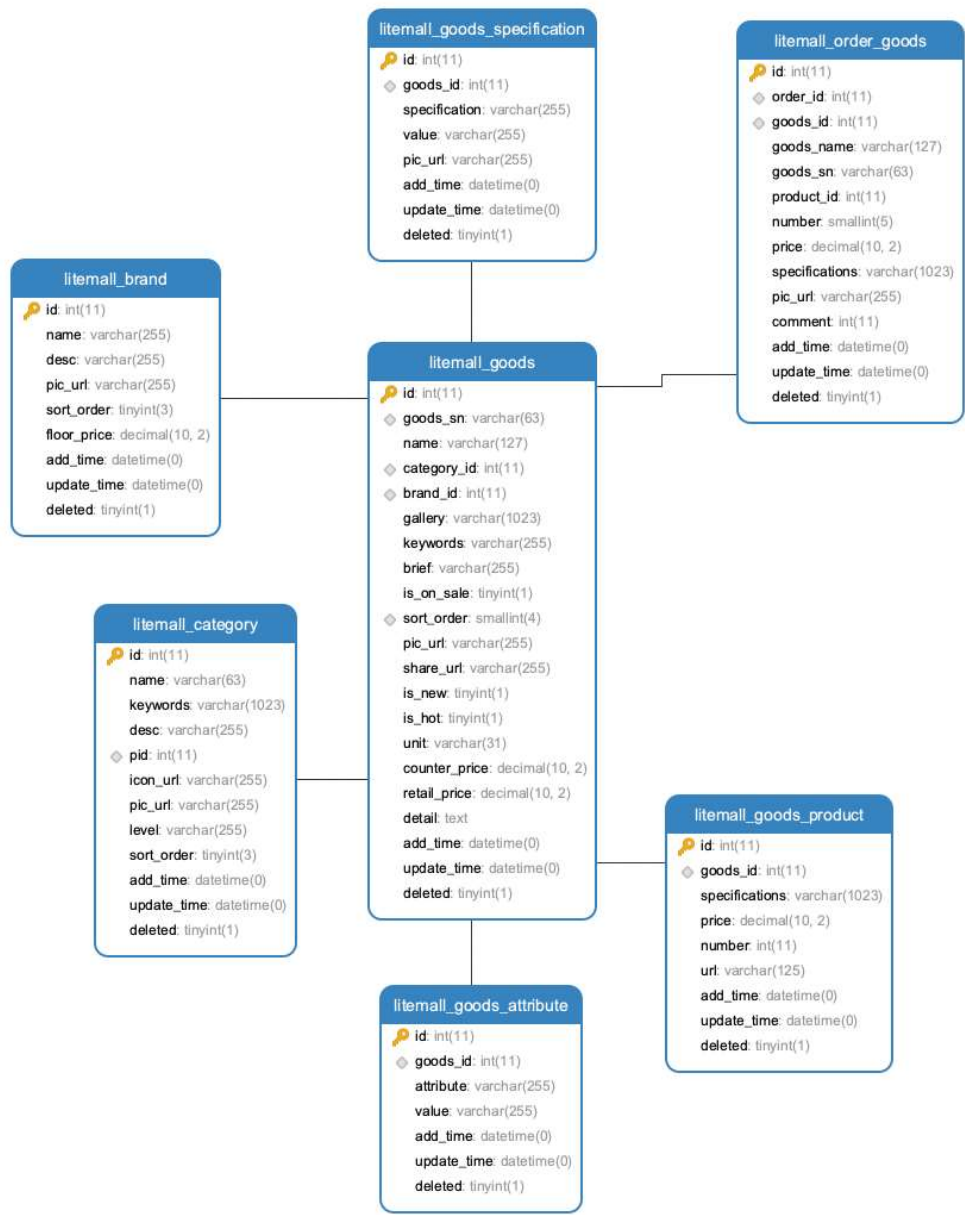 litemall_goods_specification
id: int(11)
goods_id: int(11)
specification: varchar(255)
value: varchar(255)
pic_url: varchar(255)
add_time: datetime(0)
update_time: datetime(0)
deleted: tinyint(1)
litemall_order_goods
id: int(11)
order_id: int(11)
goods_id: int(11)
goods_name: varchar(127)
goods_sn: varchar(63)
product_id: int(11)
number: smallint(5)
price: decimal(10, 2)
specifications: varchar(1023)
pic_url: varchar(255)
comment: int(11)
add_time: datetime(0)
update_time: datetime(0)
deleted: tinyint(1)
litemall_brand
id: int(11)
name: varchar(255)
desc: varchar(255)
pic_url: varchar(255)
sort_order: tinyint(3)
floor_price: decimal(10, 2)
add_time: datetime(0)
update_time: datetime(0)
deleted: tinyint(1)
litemall_goods
id: int(11)
goods_sn: varchar(63)
name: varchar(127)
category_id: int(11)
brand_id: int(11)
gallery: varchar(1023)
keywords: varchar(255)
brief: varchar(255)
is_on_sale: tinyint(1)
sort_order: smallint(4)
pic_url: varchar(255)
share_url: varchar(255)
is_new: tinyint(1)
is_hot: tinyint(1)
unit: varchar(31)
counter_price: decimal(10, 2)
retail_price: decimal(10, 2)
detail: text
add_time: datetime(0)
update_time: datetime(0)
deleted: tinyint(1)
litemall_category
id: int(11)
name: varchar(63)
keywords: varchar(1023)
desc: varchar(255)
pid: int(11)
icon_url: varchar(255)
pic_url: varchar(255)
level: varchar(255)
sort_order: tinyint(3)
add_time: datetime(0)
update_time: datetime(0)
deleted: tinyint(1)
litemall_goods_product
id: int(11)
goods_id: int(11)
specifications: varchar(1023)
price: decimal(10, 2)
number: int(11)
url: varchar(125)
add_time: datetime(0)
update_time: datetime(0)
deleted: tinyint(1)
litemall_goods_attribute
id: int(11)
goods_id: int(11)
attribute: varchar(255)
value: varchar(255)
add_time: datetime(0)
update_time: datetime(0)
deleted: tinyint(1)